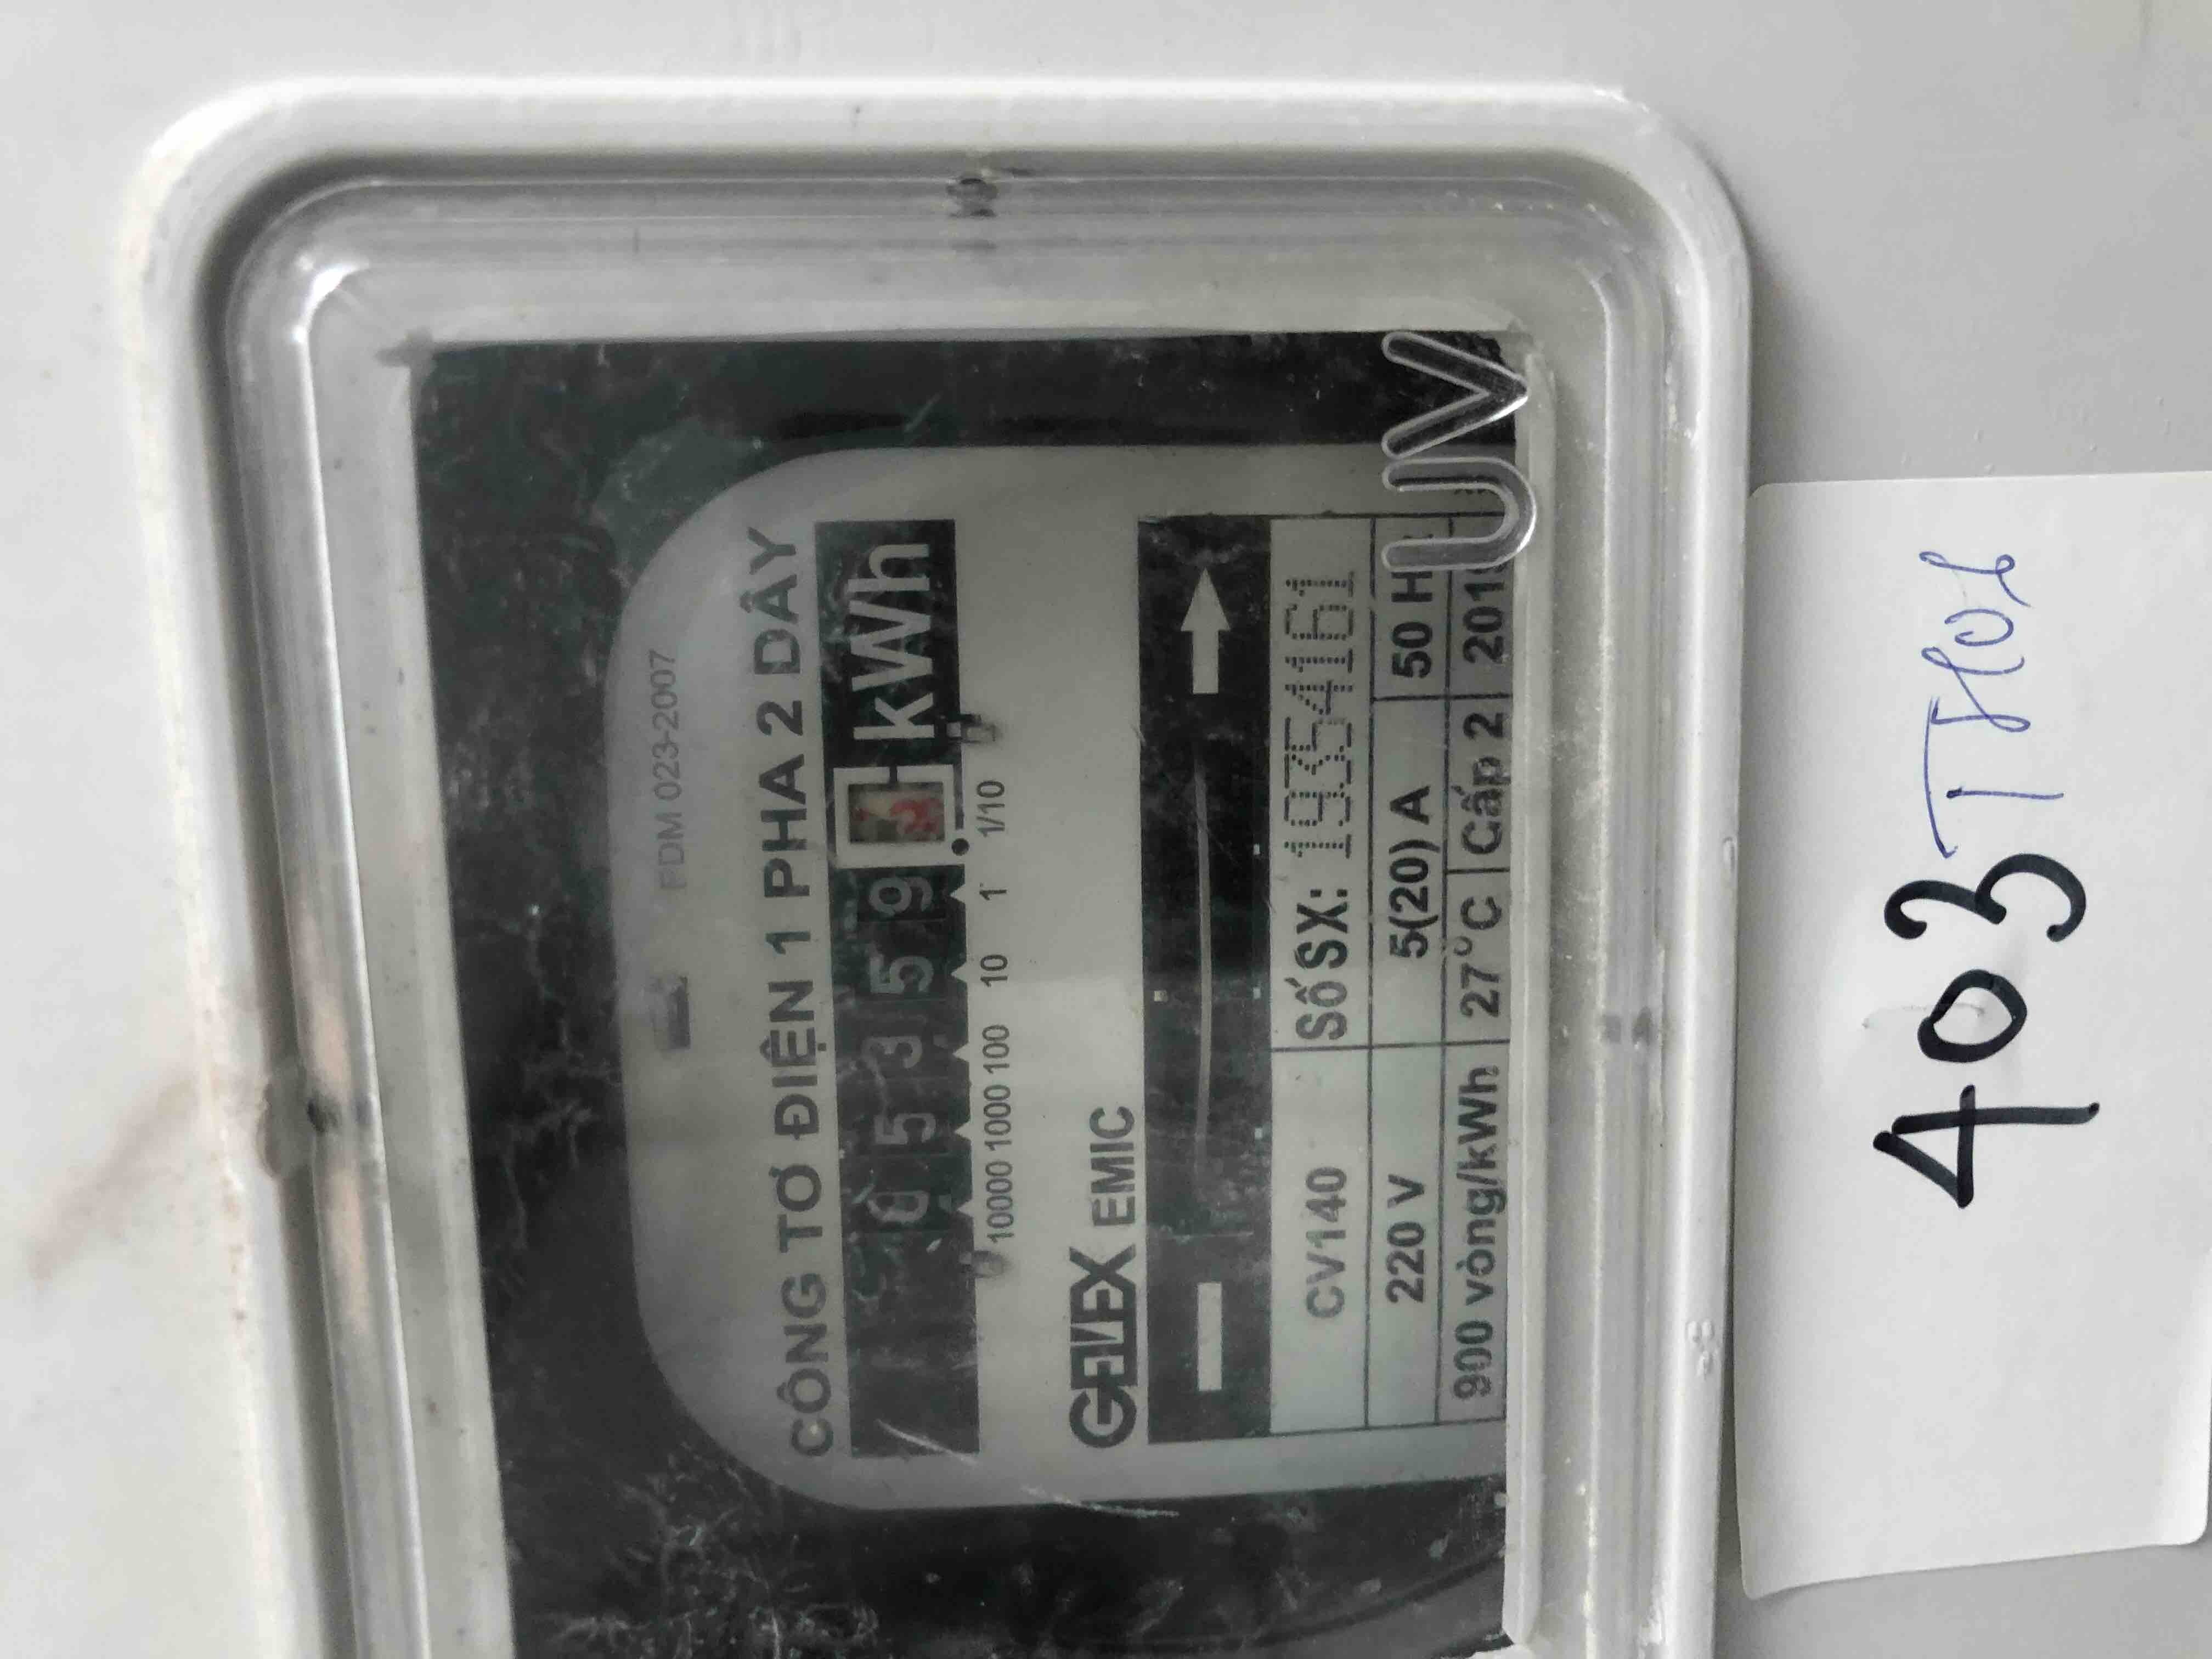 FDM 023-2007
CÔNG TƠ ĐIỆN 1 PHA 2 DÂY
0 5 3 5 9 3 kWh
10000 1000 100 10 1 1/10
GELEX EMIC
CV140 Số SX: 19354161
220 V 5(20) A 50 H
900 vòng/kWh 27°C Cấp 2 201
UV
403